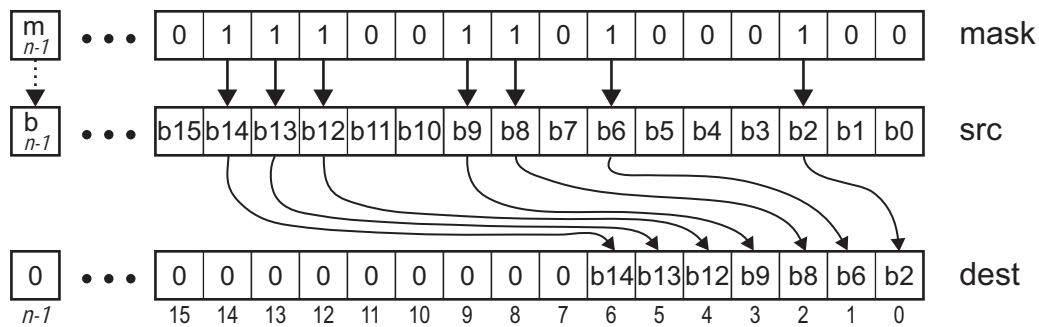 m n-1 • • • 0 1 1 1 0 0 1 1 0 1 0 0 0 1 0 0 mask
b n-1 • • • b15 b14 b13 b12 b11 b10 b9 b8 b7 b6 b5 b4 b3 b2 b1 b0 src
0 • • • 0 0 0 0 0 0 0 0 0 b14 b13 b12 b9 b8 b6 b2 dest
n-1 15 14 13 12 11 10 9 8 7 6 5 4 3 2 1 0